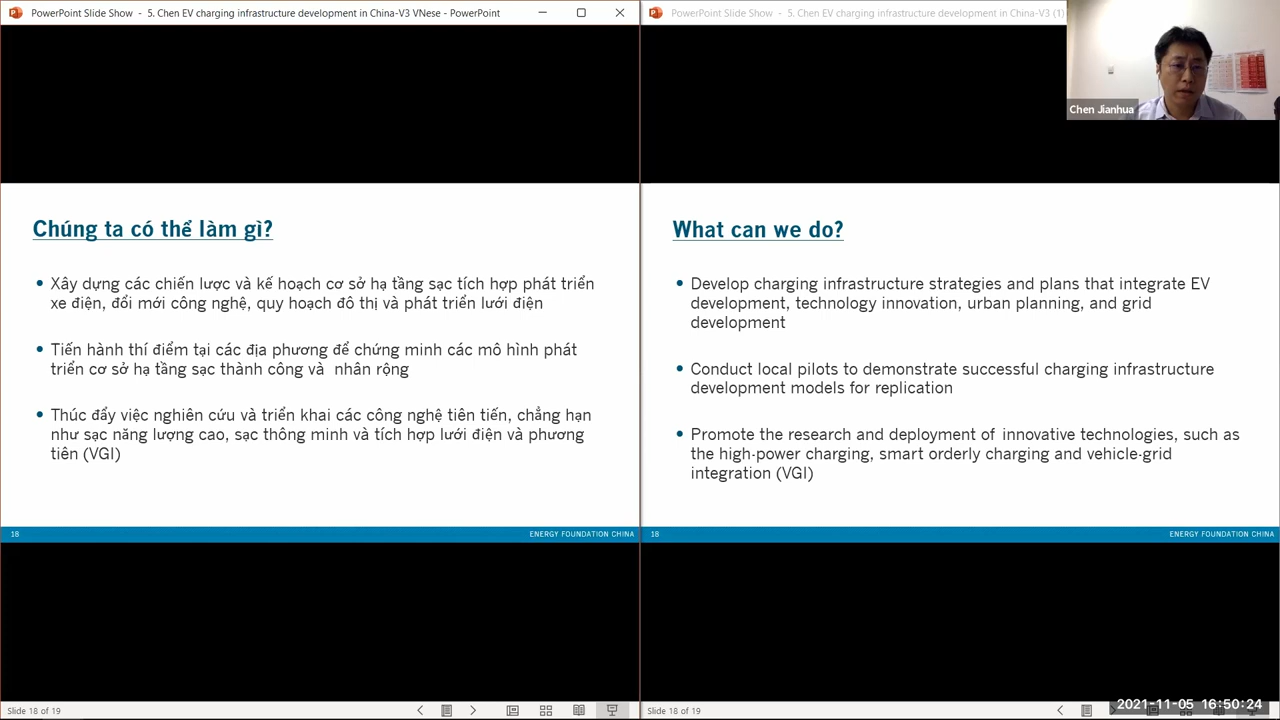 PowerPoint Slide Show - 5. Chen EV charging infrastructure development in China-V3 VNese - PowerPoint
PowerPoint Slide Show - 5. Chen EV charging infrastructure development in China-V3 (1)
Chen Jianhua
Chúng ta có thể làm gì?
• Xây dựng các chiến lược và kế hoạch cơ sở hạ tầng sạc tích hợp phát triển
xe điện, đổi mới công nghệ, quy hoạch đô thị và phát triển lưới điện
• Tiến hành thí điểm tại các địa phương để chứng minh các mô hình phát
triển cơ sở hạ tầng sạc thành công và nhân rộng
• Thúc đẩy việc nghiên cứu và triển khai các công nghệ tiên tiến, chẳng hạn
như sạc năng lượng cao, sạc thông minh và tích hợp lưới điện và phương
tiên (VGI)
18
ENERGY FOUNDATION CHINA
What can we do?
• Develop charging infrastructure strategies and plans that integrate EV
development, technology innovation, urban planning, and grid
development
• Conduct local pilots to demonstrate successful charging infrastructure
development models for replication
• Promote the research and deployment of innovative technologies, such as
the high-power charging, smart orderly charging and vehicle-grid
integration (VGI)
18
ENERGY FOUNDATION CHINA
Slide 18 of 19
Slide 18 of 19
2021-11-05 16:50:24